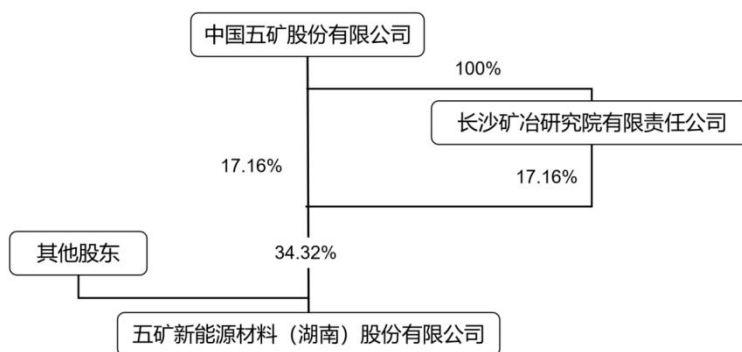 中国五矿股份有限公司
100%
长沙矿冶研究院有限责任公司
17.16%
17.16%
其他股东
34.32%
五矿新能源材料（湖南）股份有限公司